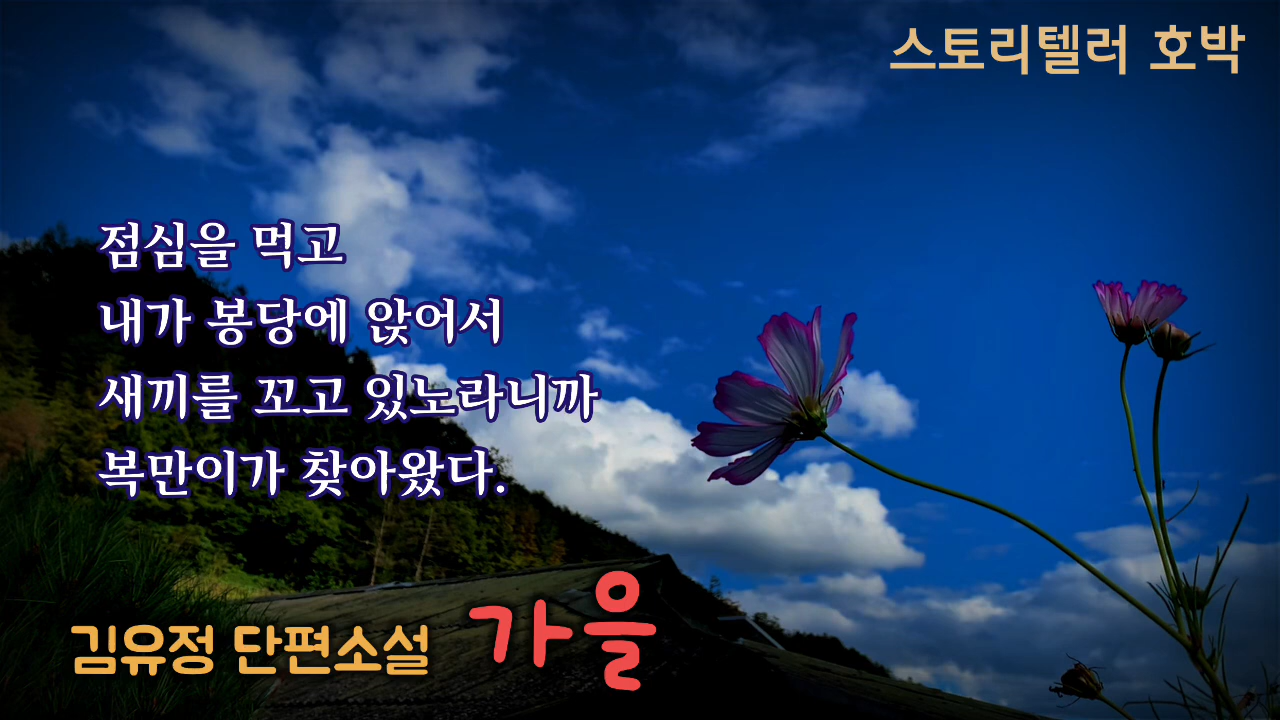 스토리텔러 호박
점심을 먹고
내가 봉당에 앉어서
새끼를 꼬고 있노라니까
복만이가 찾아왔다.
김유정 단편소설 가을